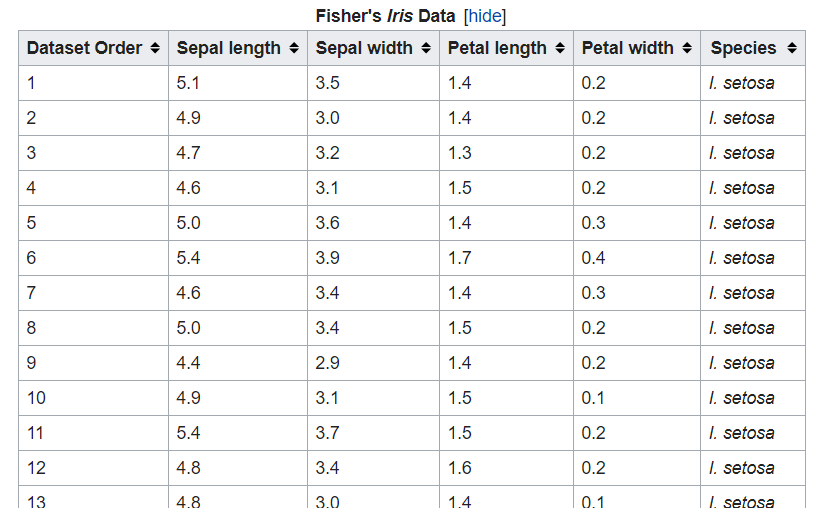 Fisher's Iris Data [hide]
Dataset Order Sepal length Sepal width Petal length Petal width Species
1 5.1 3.5 1.4 0.2 I. setosa
2 4.9 3.0 1.4 0.2 I. setosa
3 4.7 3.2 1.3 0.2 I. setosa
4 4.6 3.1 1.5 0.2 I. setosa
5 5.0 3.6 1.4 0.3 I. setosa
6 5.4 3.9 1.7 0.4 I. setosa
7 4.6 3.4 1.4 0.3 I. setosa
8 5.0 3.4 1.5 0.2 I. setosa
9 4.4 2.9 1.4 0.2 I. setosa
10 4.9 3.1 1.5 0.1 I. setosa
11 5.4 3.7 1.5 0.2 I. setosa
12 4.8 3.4 1.6 0.2 I. setosa
13 4.8 3.0 1.4 0.1 I. setosa